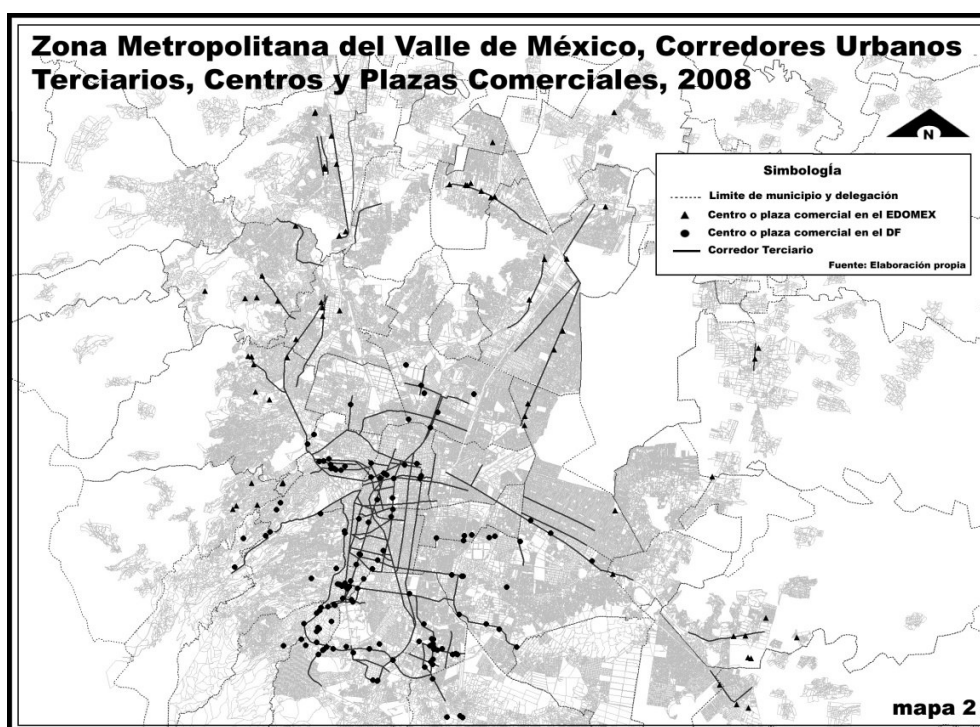 Zona Metropolitana del Valle de México, Corredores Urbanos
Terciarios, Centros y Plazas Comerciales, 2008
N
Simbología
Limite de municipio y delegación
Centro o plaza comercial en el EDOMEX
Centro o plaza comercial en el DF
Corredor Terciario
Fuente: Elaboración propia
mapa 2